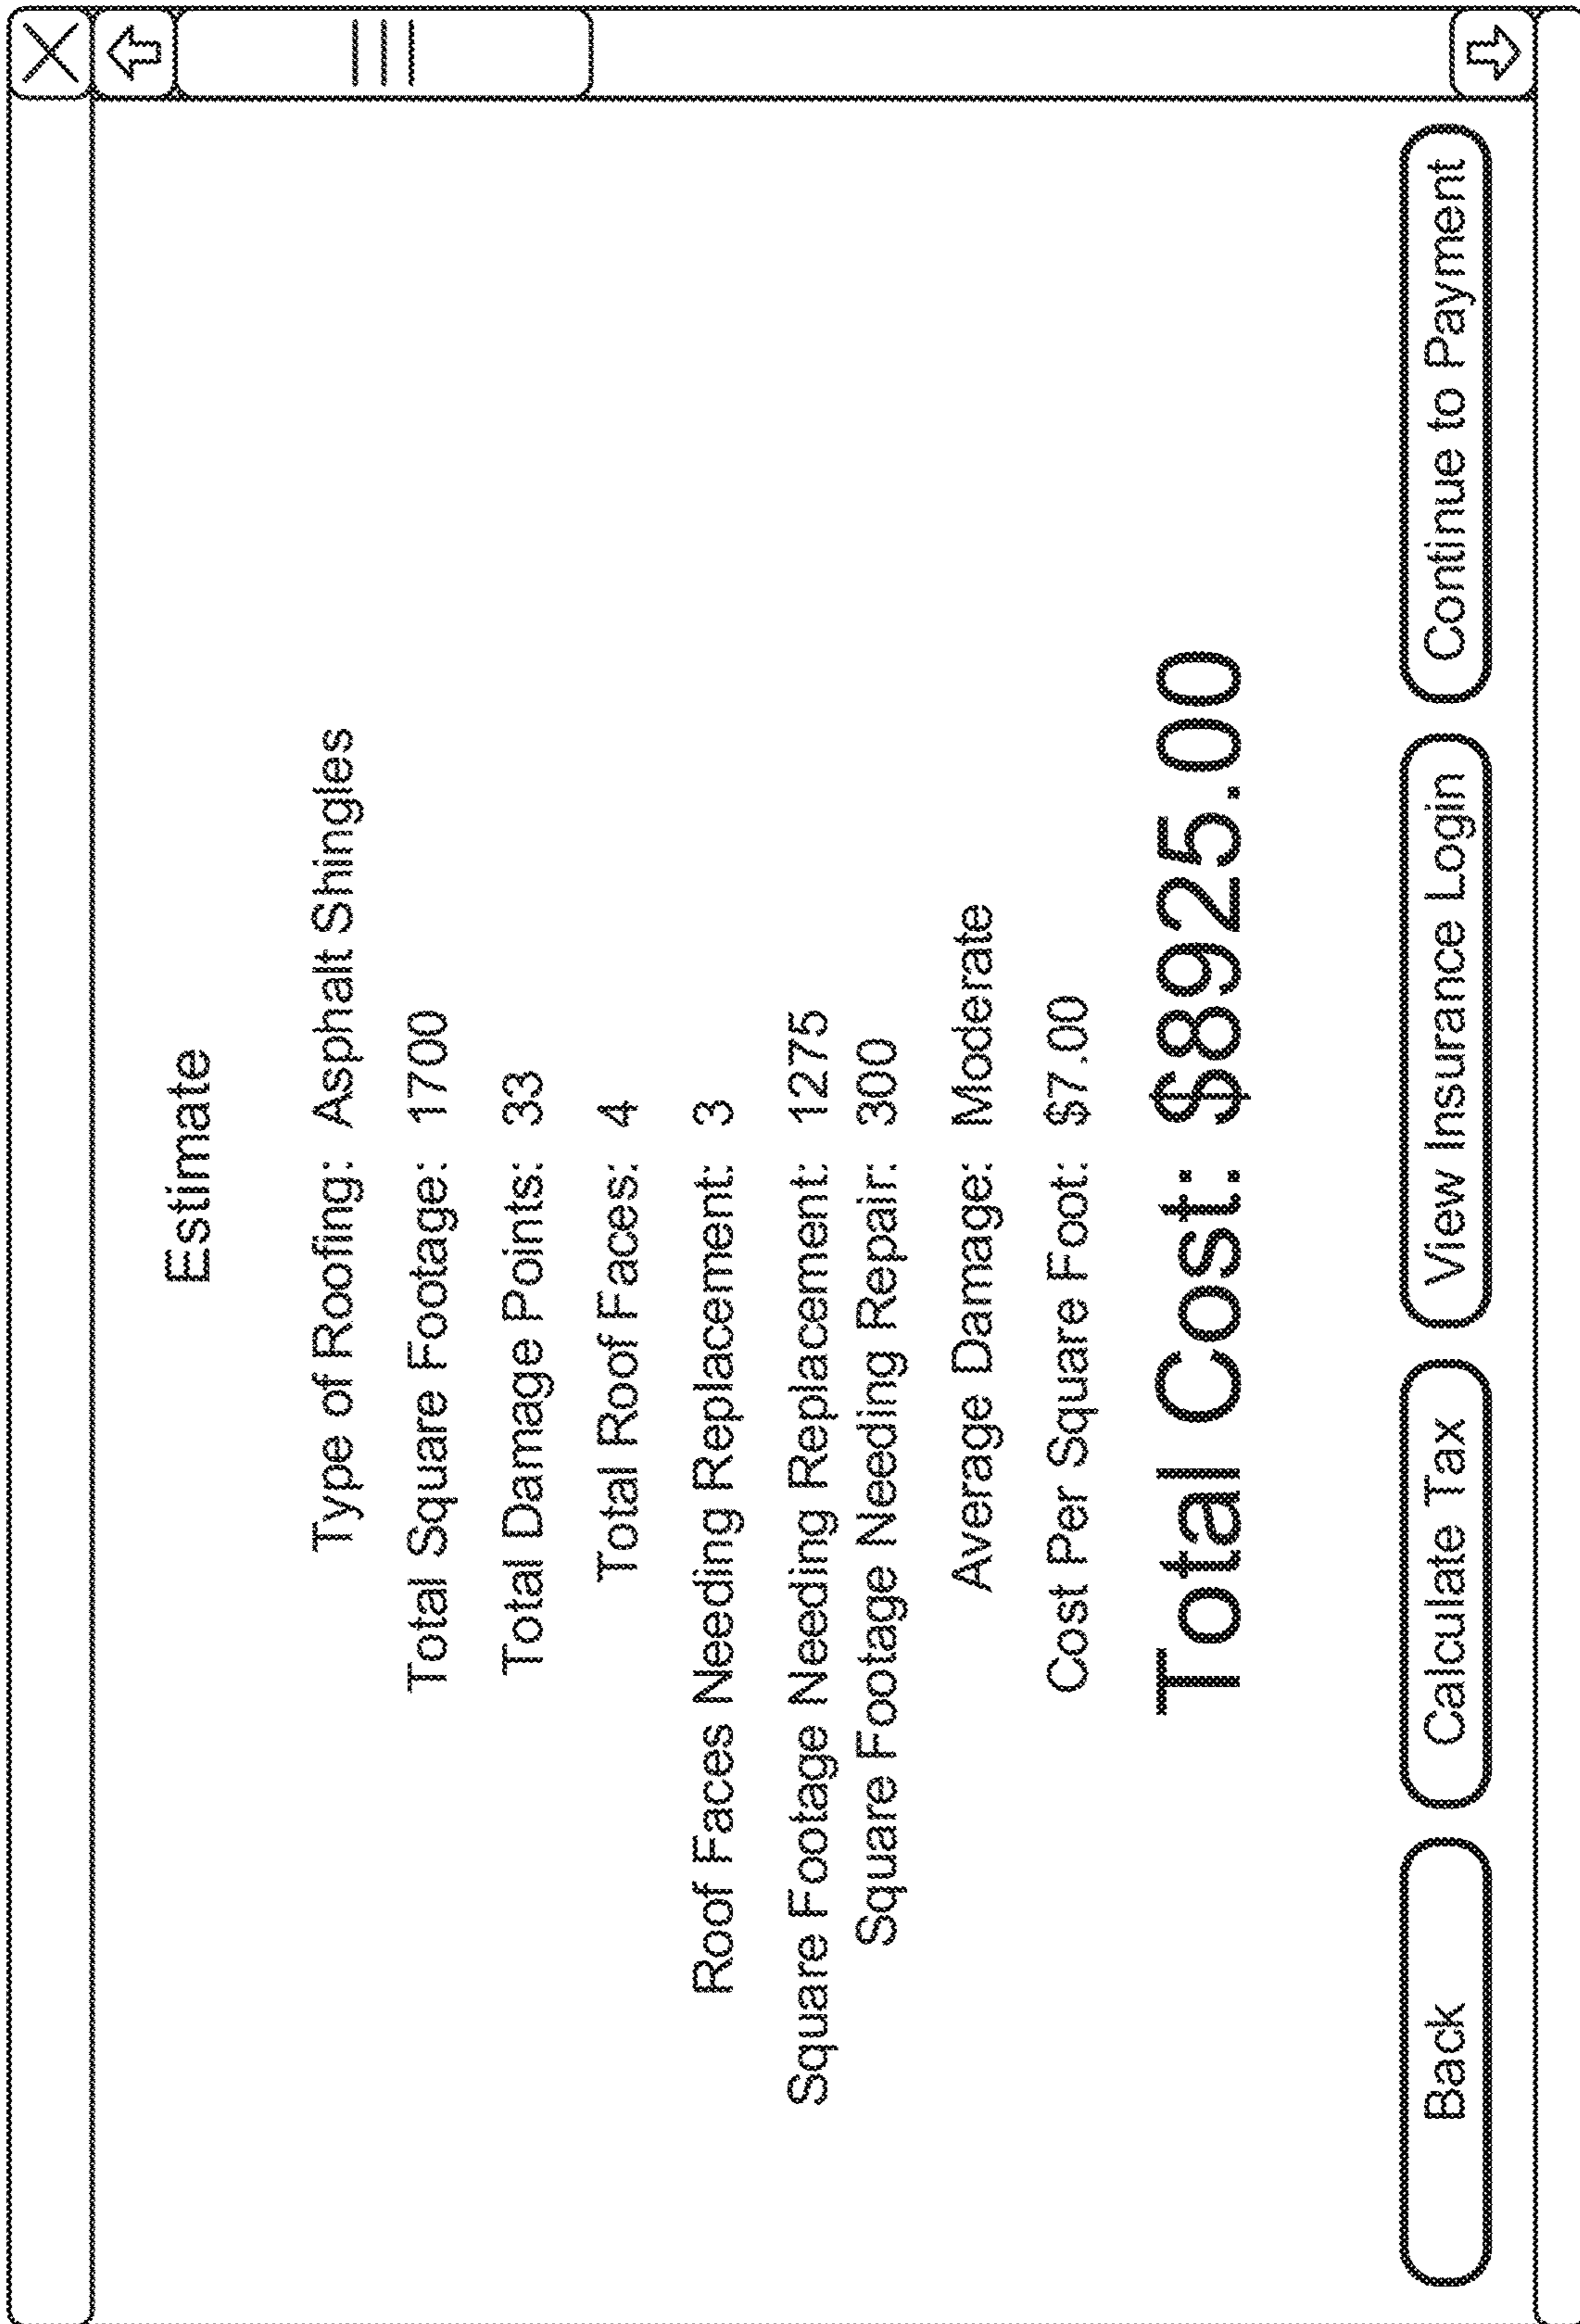 Estimate
Type of Roofing: Asphalt Shingles
Total Square Footage: 1700
Total Damage Points: 33
Total Roof Faces: 4
Roof Faces Needing Replacement: 3
Square Footage Needing Replacement: 1275
Square Footage Needing Repair: 300
Average Damage: Moderate
Cost Per Square Foot: $7.00
Total Cost: $8925.00
Back Calculate Tax View Insurance Login Continue to Payment